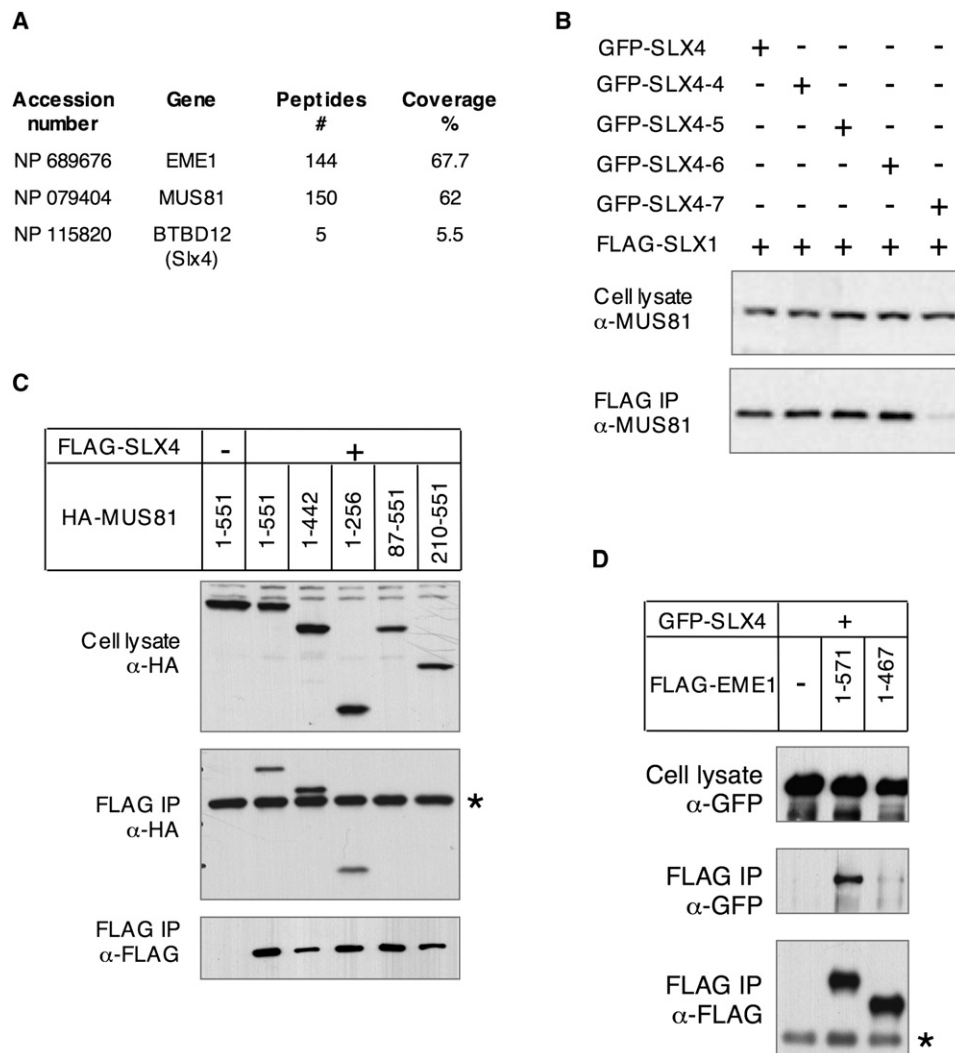 A
Accession number Gene Peptides # Coverage %
NP 689676 EME1 144 67.7
NP 079404 MUS81 150 62
NP 115820 BTBD12 (Slx4) 5 5.5
B
GFP-SLX4 + - - - -
GFP-SLX4-4 - + - - -
GFP-SLX4-5 - - + - -
GFP-SLX4-6 - - - + -
GFP-SLX4-7 - - - - +
FLAG-SLX1 + + + + +
Cell lysate
α-MUS81
FLAG IP
α-MUS81
C
FLAG-SLX4 - +
HA-MUS81 1-551 1-551 1-442 1-256 87-551 210-551
Cell lysate
α-HA
FLAG IP
α-HA
*
FLAG IP
α-FLAG
D
GFP-SLX4 +
FLAG-EME1 - 1-571 1-467
Cell lysate
α-GFP
FLAG IP
α-GFP
FLAG IP
α-FLAG
*